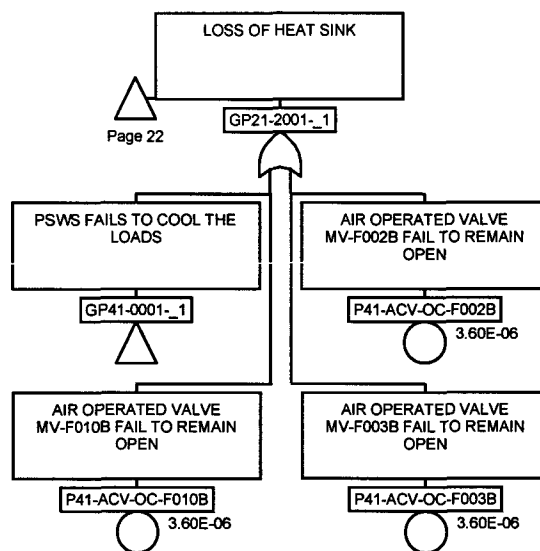 LOSS OF HEAT SINK
Page 22
GP21-2001-_1
PSWS FAILS TO COOL THE
LOADS
GP41-0001-_1
AIR OPERATED VALVE
MV-F002B FAIL TO REMAIN
OPEN
P41-ACV-OC-F002B
3.60E-06
AIR OPERATED VALVE
MV-F010B FAIL TO REMAIN
OPEN
P41-ACV-OC-F010B
3.60E-06
AIR OPERATED VALVE
MV-F003B FAIL TO REMAIN
OPEN
P41-ACV-OC-F003B
3.60E-06